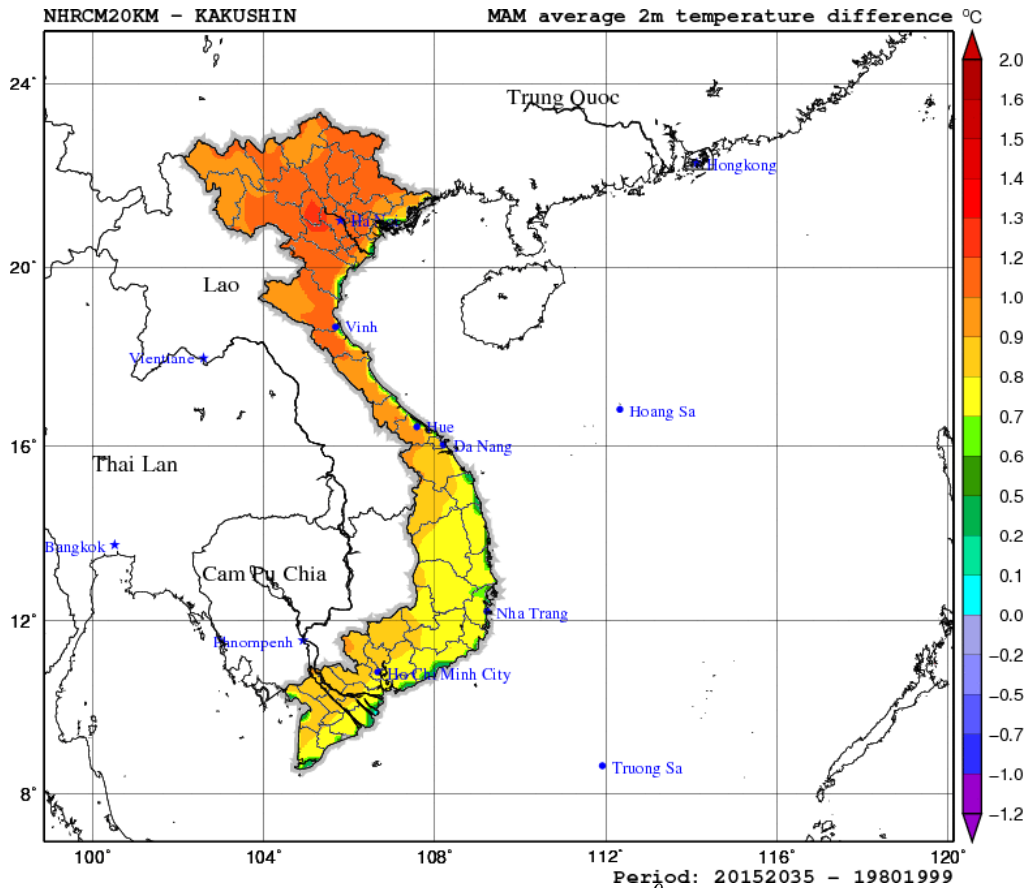 NHRCM20KM - KAKUSHIN
MAM average 2m temperature difference °C
2.0
24°
Trung Quoc
1.6
1.5
Hongkong
1.4
1.3
Ha
1.2
20°
Lao
1.0
Vinh
0.9
Vientiane
0.8
Hoang Sa
0.7
Hue
16°
Da Nang
Thai Lan
0.6
0.5
Bangkok
0.2
Cam Pu Chia
0.1
Nha Trang
0.0
12°
Phnompenh
-0.2
Ho Chi Minh City
-0.5
-0.7
Truong Sa
-1.0
8°
-1.2
100° 104° 108° 112° 116° 120°
Period: 20152035 - 19801999